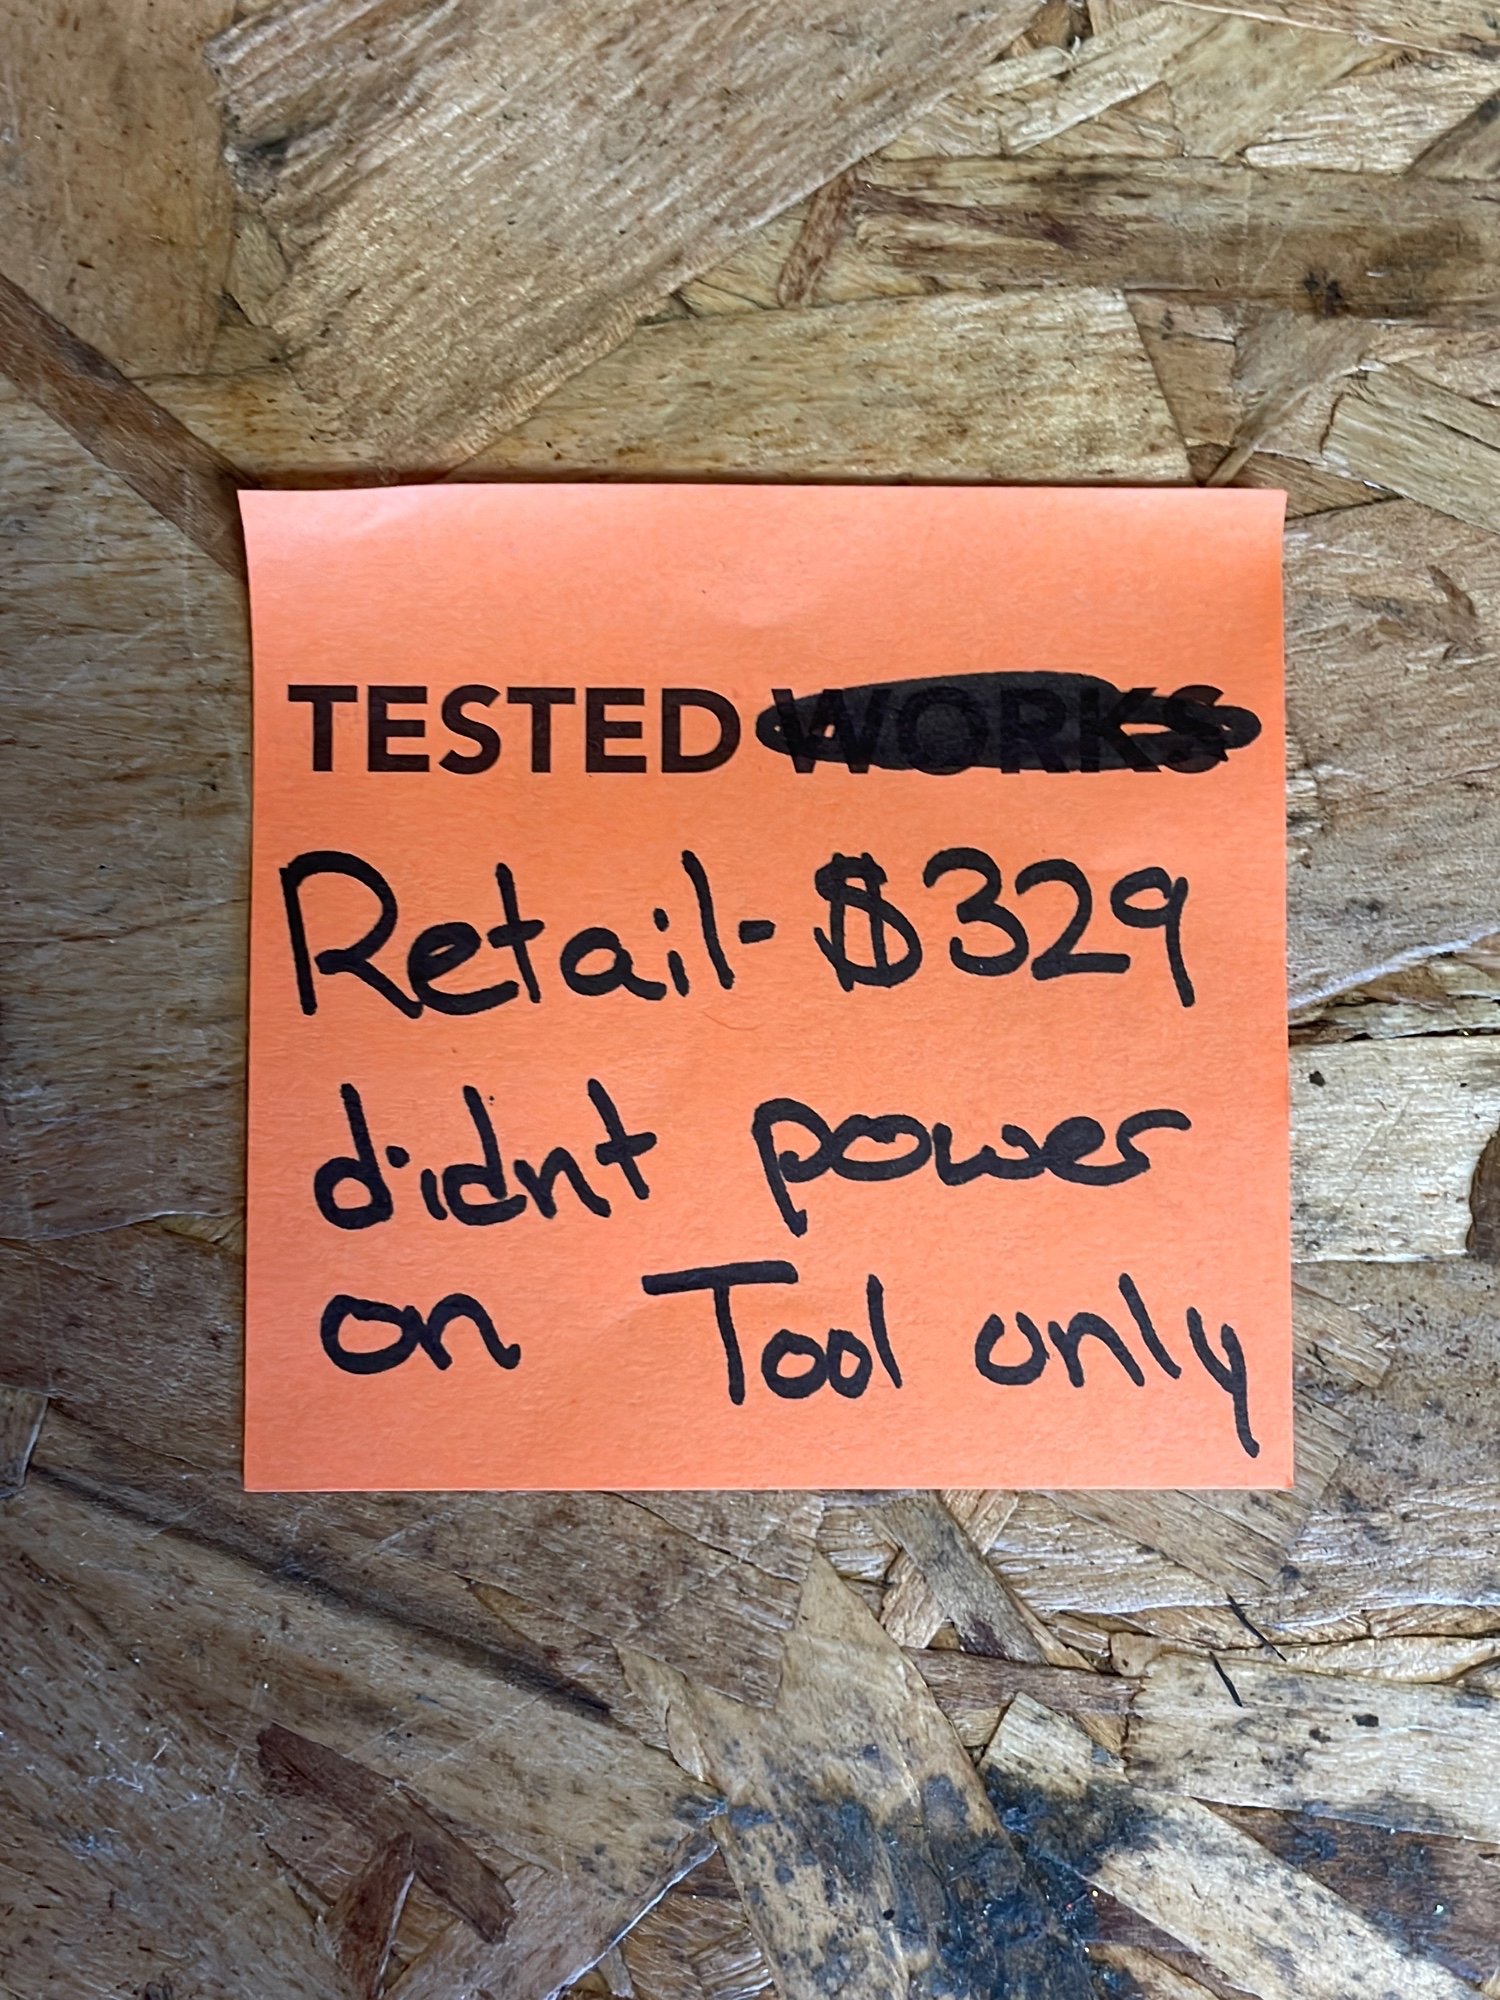 TESTED WORKS
Retail- $329
didnt power
on Tool only